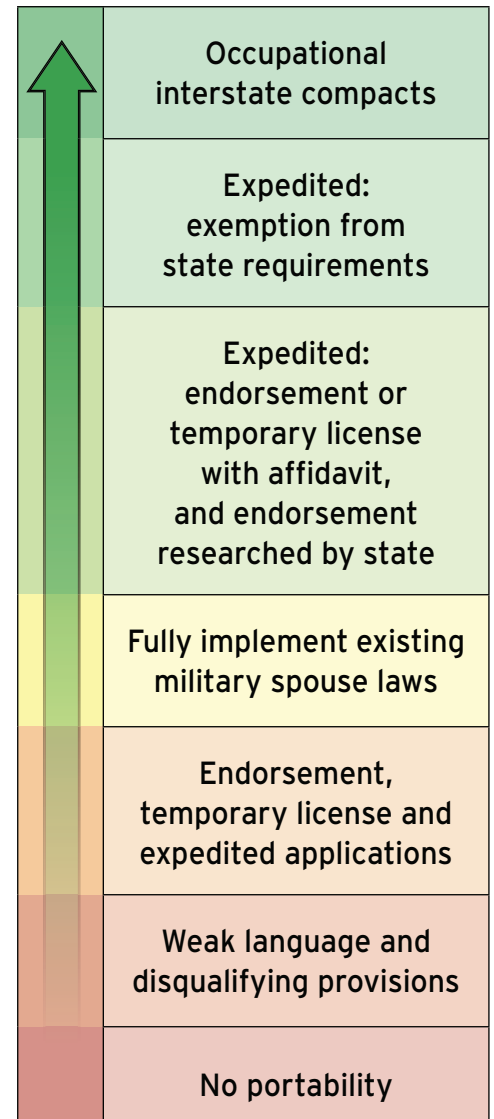 Occupational
interstate compacts
Expedited:
exemption from
state requirements
Expedited:
endorsement or
temporary license
with affidavit,
and endorsement
researched by state
Fully implement existing
military spouse laws
Endorsement,
temporary license and
expedited applications
Weak language and
disqualifying provisions
No portability